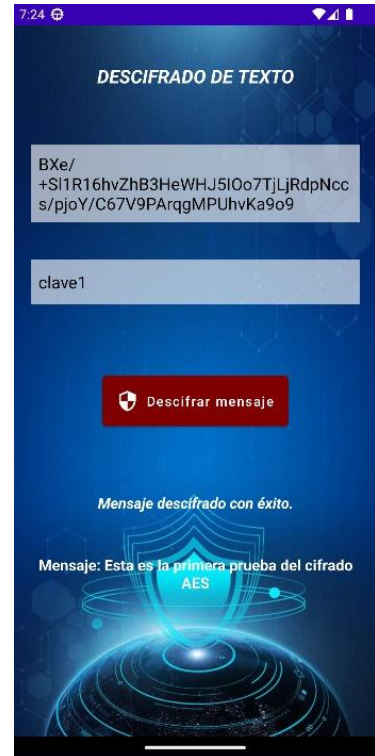 7:24
DESCIFRADO DE TEXTO
BXe/
+Sl1R16hvZhB3HeWHJ5IOo7TjLjRdpNcc
s/pjoY/C67V9PArqgMPUhvKa9o9
clave1
Descifrar mensaje
Mensaje descifrado con éxito.
Mensaje: Esta es la primera prueba del cifrado
AES